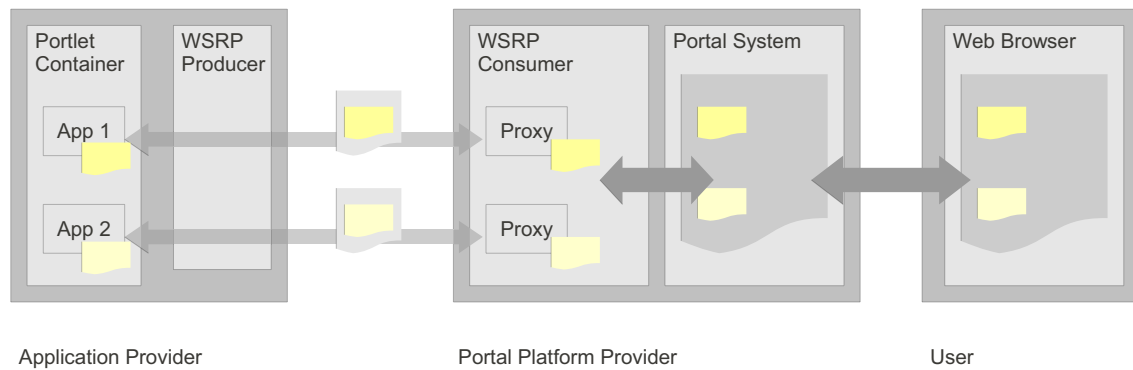 Portlet
Container
WSRP
Producer
WSRP
Consumer
Portal System
Web Browser
App 1
Proxy
App 2
Proxy
Application Provider
Portal Platform Provider
User